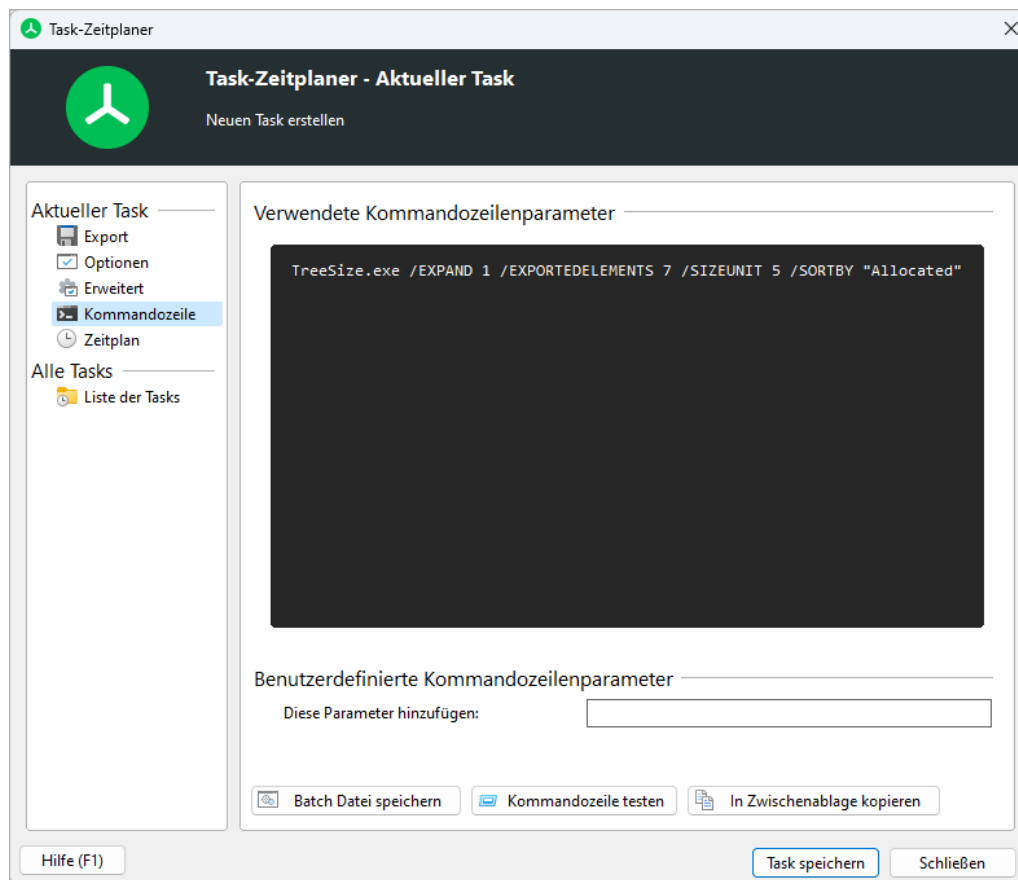 Task-Zeitplaner
Task-Zeitplaner - Aktueller Task
Neuen Task erstellen
Aktueller Task
Export
Optionen
Erweitert
Kommandozeile
Zeitplan
Alle Tasks
Liste der Tasks
Verwendete Kommandozeilenparameter
TreeSize.exe /EXPAND 1 /EXPORTEDELEMENTS 7 /SIZEUNIT 5 /SORTBY "Allocated"
Benutzerdefinierte Kommandozeilenparameter
Diese Parameter hinzufügen:
Batch Datei speichern
Kommandozeile testen
In Zwischenablage kopieren
Hilfe (F1)
Task speichern
Schließen